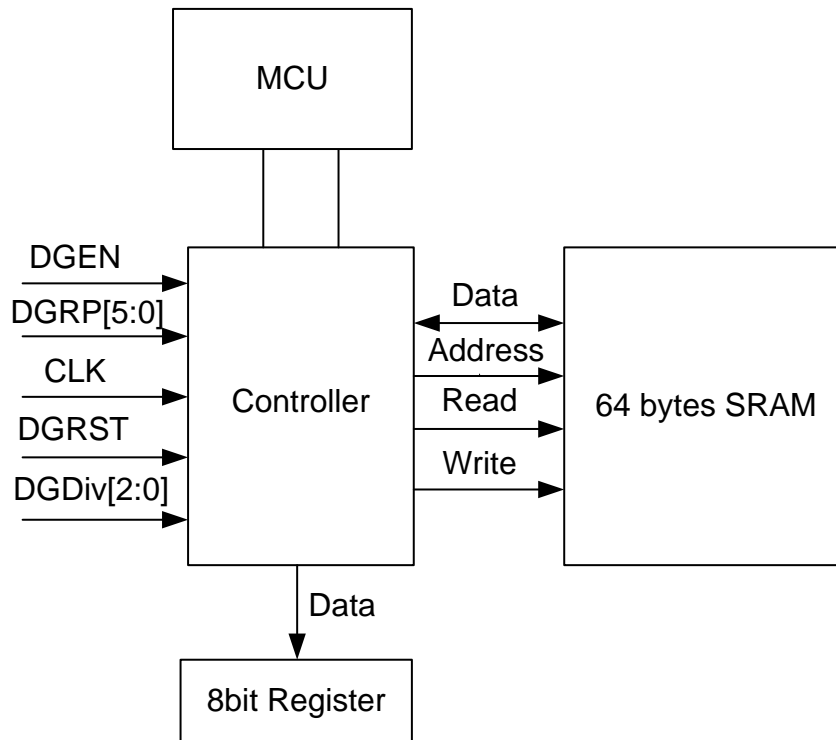 MCU
DGEN
DGRP[5:0]
CLK
DGRST
DGDiv[2:0]
Controller
Data
Address
Read
Write
64 bytes SRAM
Data
8bit Register